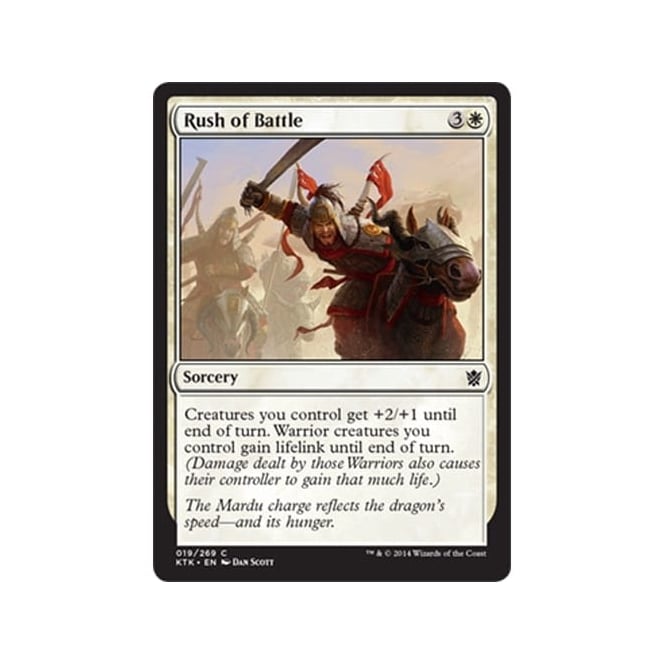 Rush of Battle 3
Sorcery
Creatures you control get +2/+1 until
end of turn. Warrior creatures you
control gain lifelink until end of turn.
(Damage dealt by those Warriors also causes
their controller to gain that much life.)
The Mardu charge reflects the dragon's
speed—and its hunger.
019/269 C
KTK • EN Dan Scott
™ & © 2014 Wizards of the Coast